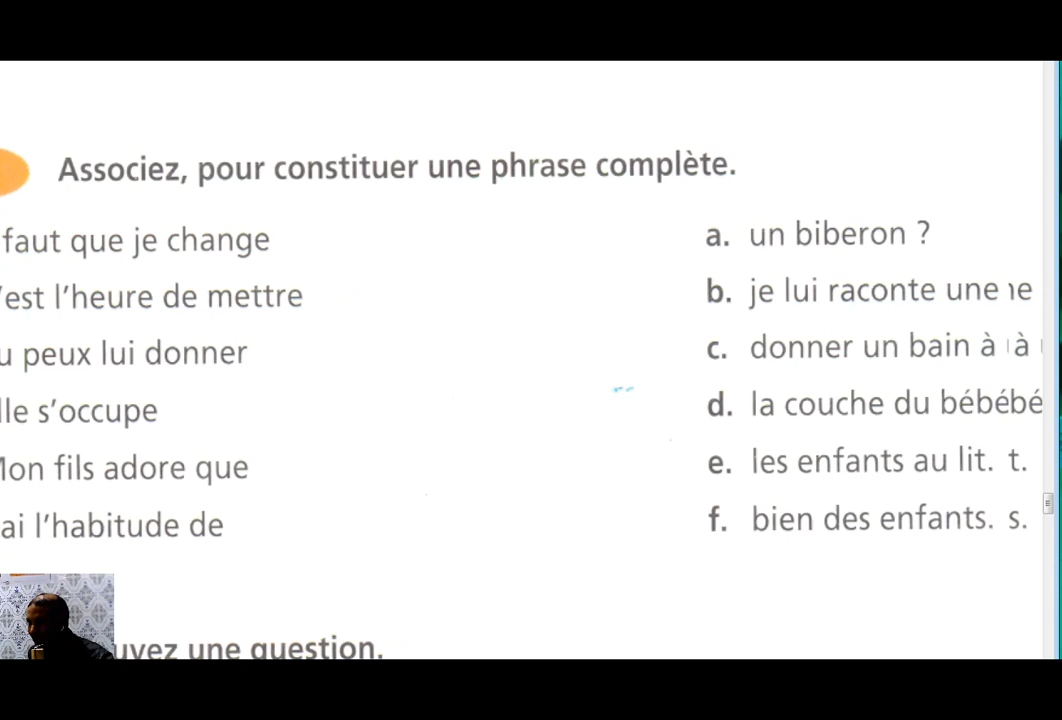 Associez, pour constituer une phrase complète.
faut que je change
a. un biberon ?
'est l'heure de mettre
b. je lui raconte une
u peux lui donner
c. donner un bain à
lle s'occupe
d. la couche du bébé
Mon fils adore que
e. les enfants au lit.
ai l'habitude de
f. bien des enfants.
uvez une question.